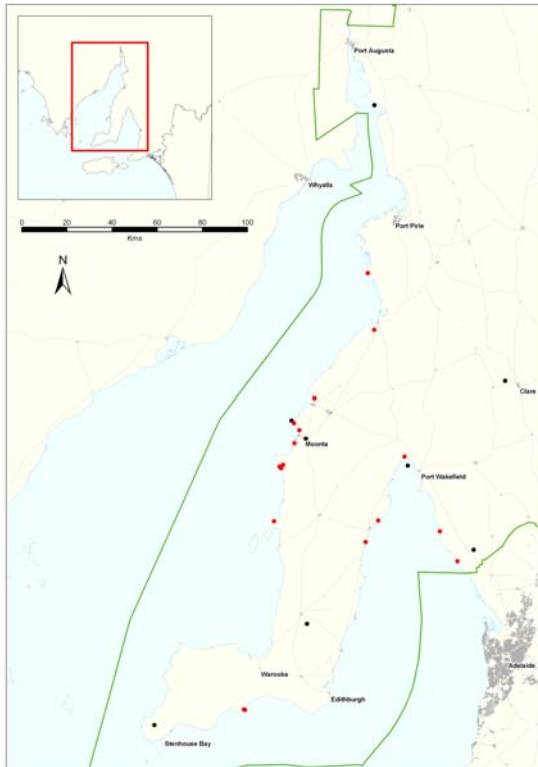 Port Augusta
Whyalla
0 20 40 60 80 100
Kms
Port Pirie
N
Clare
Moonta
Port Wakefield
Adelaide
Warooka
Edithburgh
Stenhouse Bay